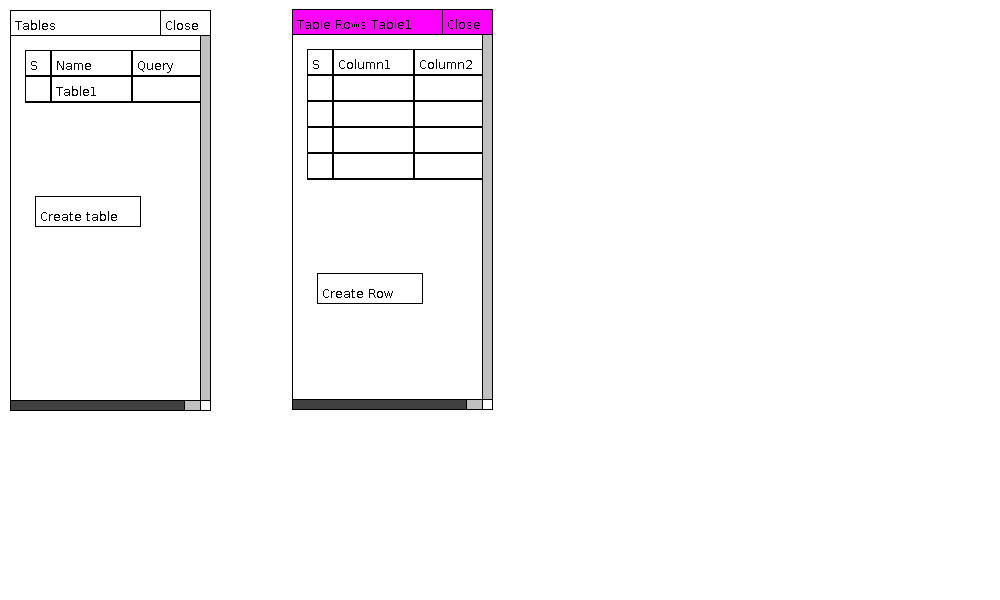 Tables Close
S Name Query
Table1
Create table
Table Rows Table1 Close
S Column1 Column2
Create Row